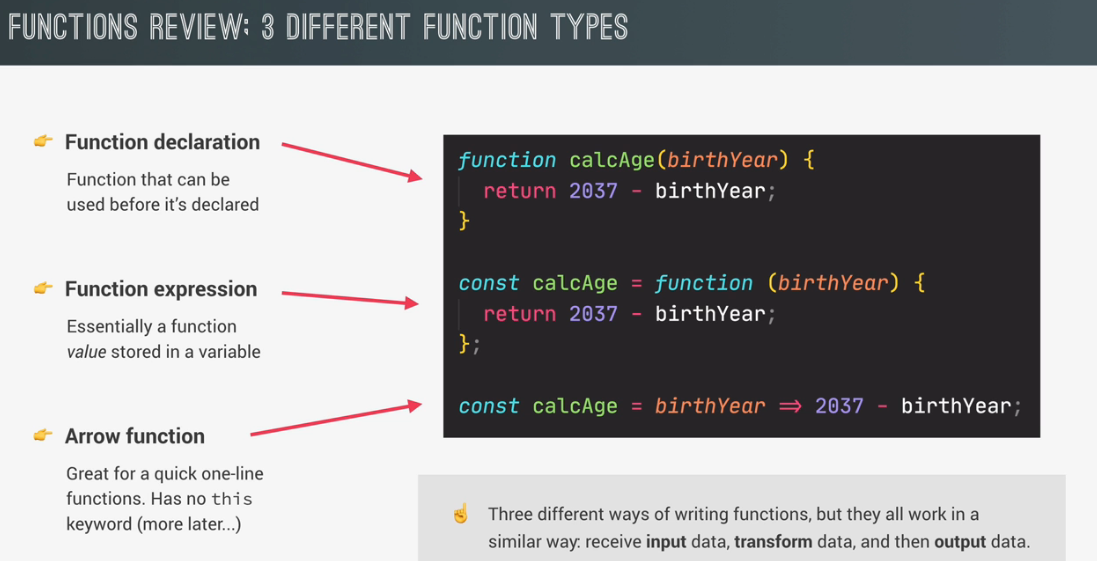 FUNCTIONS REVIEW: 3 DIFFERENT FUNCTION TYPES
Function declaration
Function that can be
used before it’s declared
Function expression
Essentially a function
value stored in a variable
Arrow function
Great for a quick one-line
functions. Has no this
keyword (more later...)
function calcAge(birthYear) {
  return 2037 - birthYear;
}
const calcAge = function (birthYear) {
  return 2037 - birthYear;
};
const calcAge = birthYear => 2037 - birthYear;
Three different ways of writing functions, but they all work in a
similar way: receive input data, transform data, and then output data.